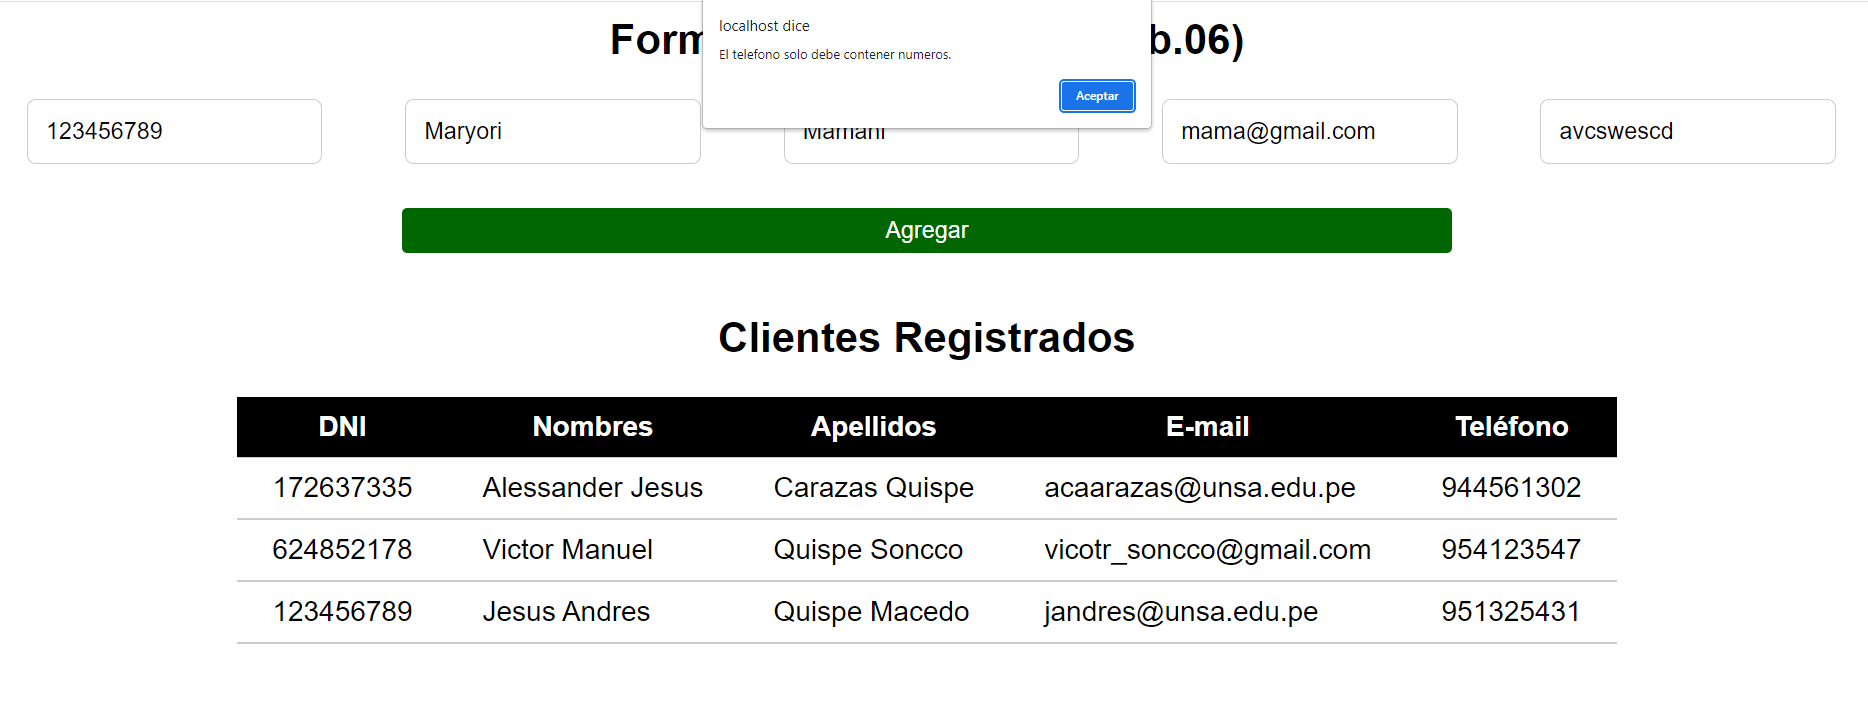 localhost dice
El telefono solo debe contener numeros.
Aceptar
Form b.06)
123456789 Maryori Mamani mama@gmail.com avcswescd
Agregar
Clientes Registrados
DNI Nombres Apellidos E-mail Teléfono
172637335 Alessander Jesus Carazas Quispe acaarazas@unsa.edu.pe 944561302
624852178 Victor Manuel Quispe Soncco vicotr_soncco@gmail.com 954123547
123456789 Jesus Andres Quispe Macedo jandres@unsa.edu.pe 951325431